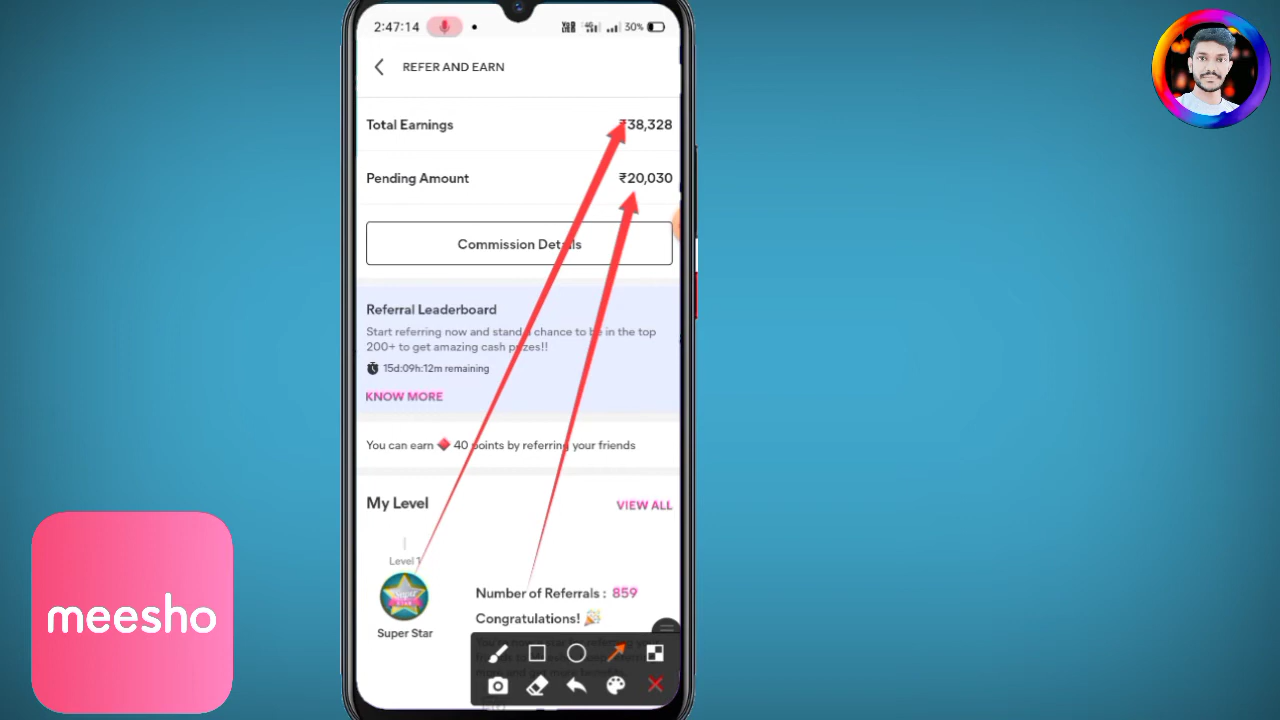 2:47:14
30%
REFER AND EARN
Total Earnings ₹38,328
Pending Amount ₹20,030
Commission Details
Referral Leaderboard
Start referring now and stand a chance to be in the top
200+ to get amazing cash prizes!!
15d:09h:12m remaining
KNOW MORE
You can earn 40 points by referring your friends
My Level VIEW ALL
Level 1
Super Star
Number of Referrals : 859
Congratulations!
meesho